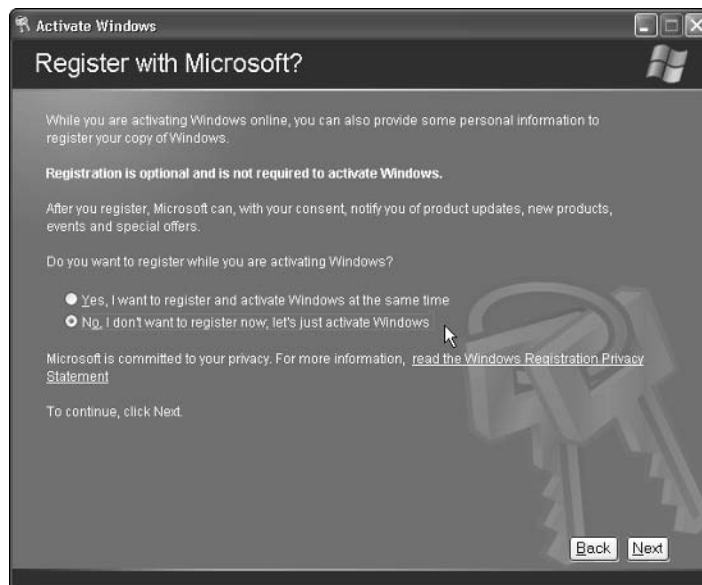 Activate Windows
Register with Microsoft?
While you are activating Windows online, you can also provide some personal information to
register your copy of Windows.
Registration is optional and is not required to activate Windows.
After you register, Microsoft can, with your consent, notify you of product updates, new products,
events and special offers.
Do you want to register while you are activating Windows?
Yes, I want to register and activate Windows at the same time
No, I don't want to register now; let's just activate Windows
Microsoft is committed to your privacy. For more information, read the Windows Registration Privacy
Statement
To continue, click Next.
Back Next